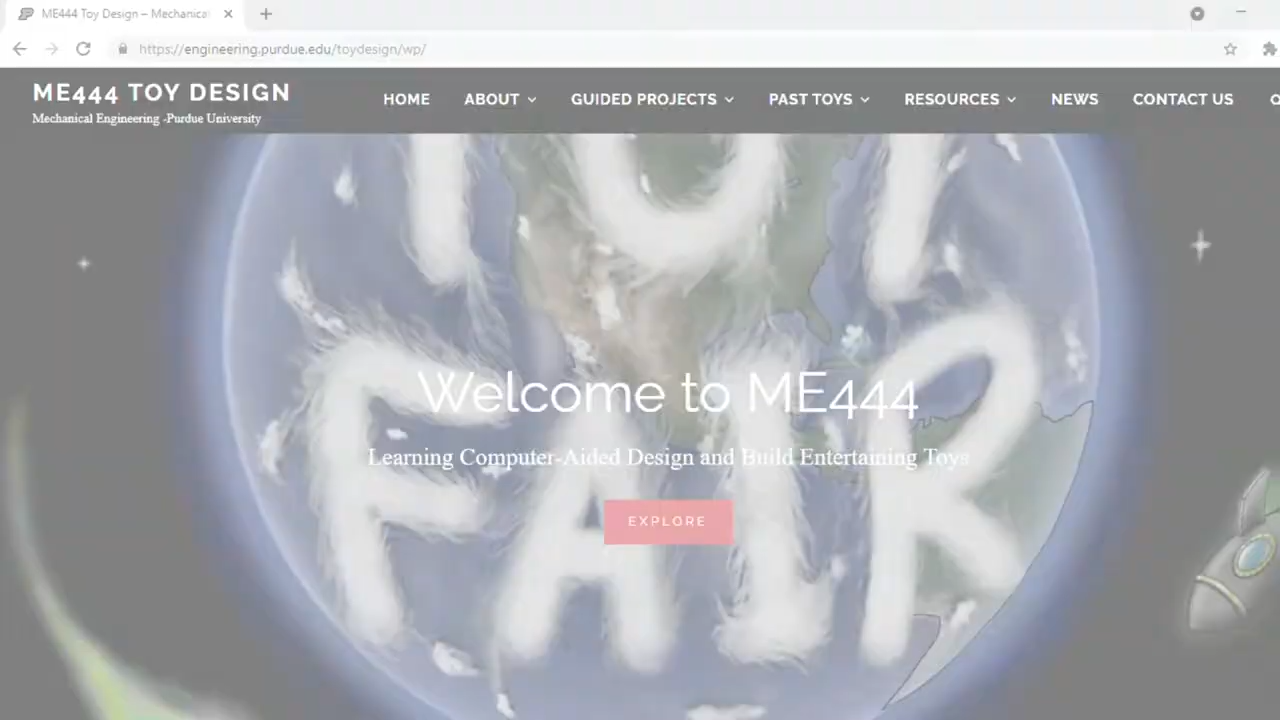 ME444 Toy Design – Mechanica
https://engineering.purdue.edu/toydesign/wp/
ME444 TOY DESIGN
Mechanical Engineering -Purdue University
HOME ABOUT GUIDED PROJECTS PAST TOYS RESOURCES NEWS CONTACT US
TOY
FAIR
Welcome to ME444
Learning Computer-Aided Design and Build Entertaining Toys
EXPLORE